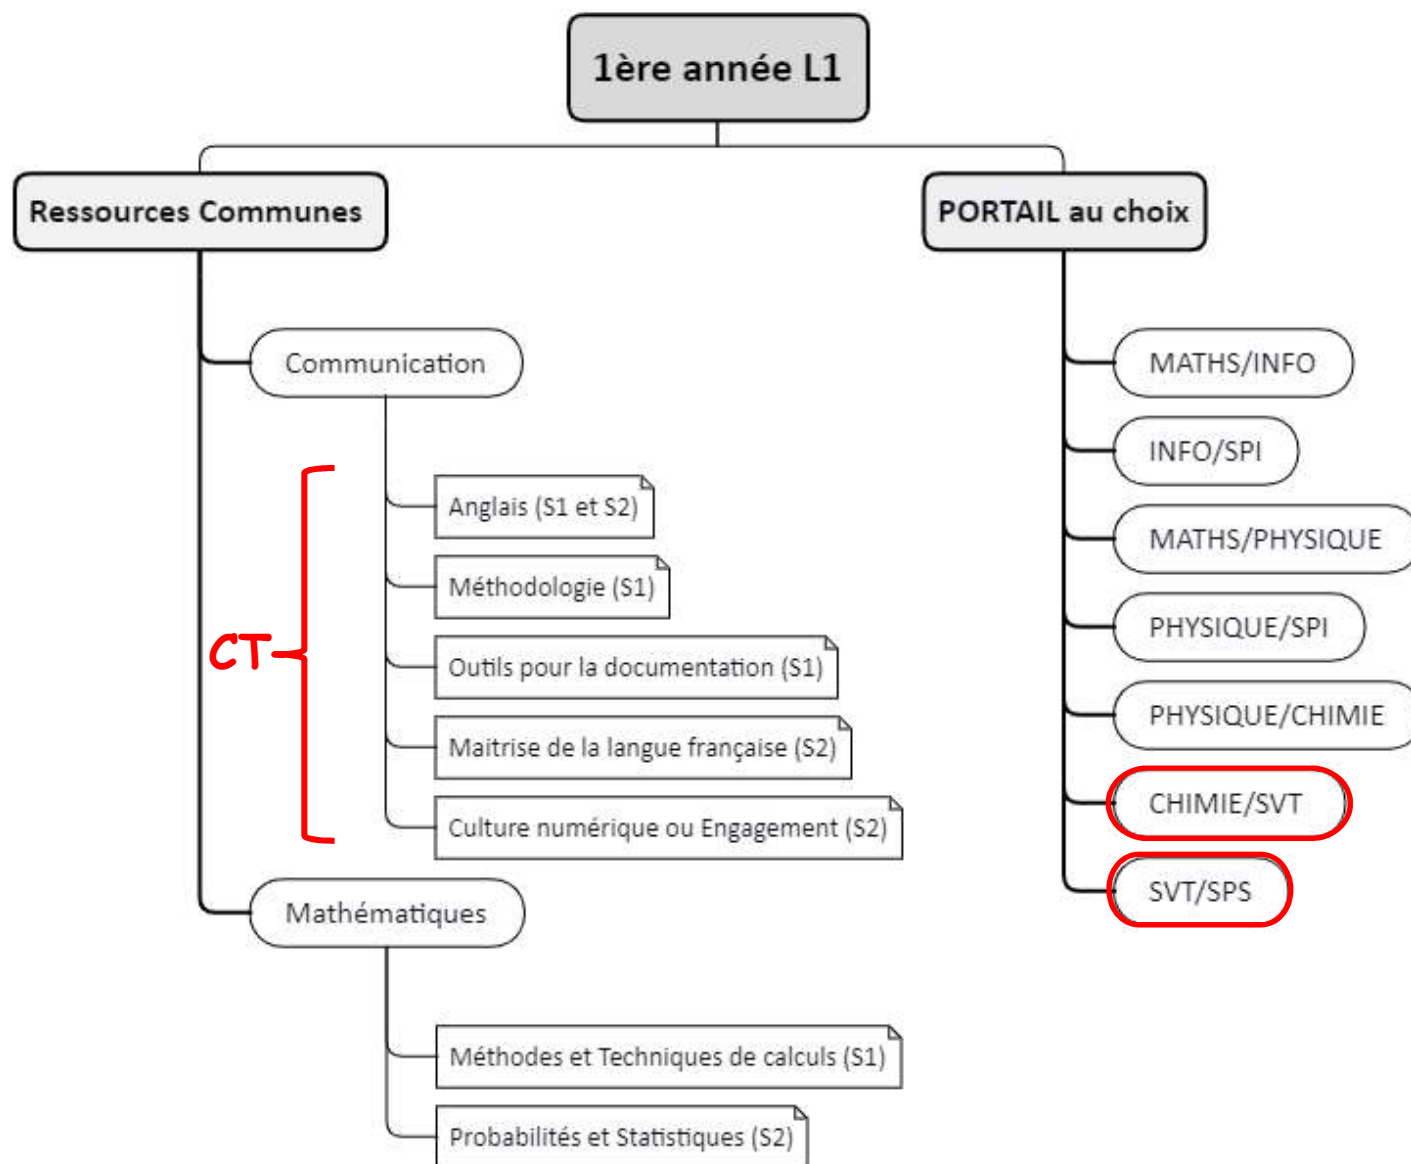 1ère année L1
Ressources Communes
PORTAIL au choix
Communication
CT
Anglais (S1 et S2)
Méthodologie (S1)
Outils pour la documentation (S1)
Maitrise de la langue française (S2)
Culture numérique ou Engagement (S2)
Mathématiques
Méthodes et Techniques de calculs (S1)
Probabilités et Statistiques (S2)
MATHS/INFO
INFO/SPI
MATHS/PHYSIQUE
PHYSIQUE/SPI
PHYSIQUE/CHIMIE
CHIMIE/SVT
SVT/SPS